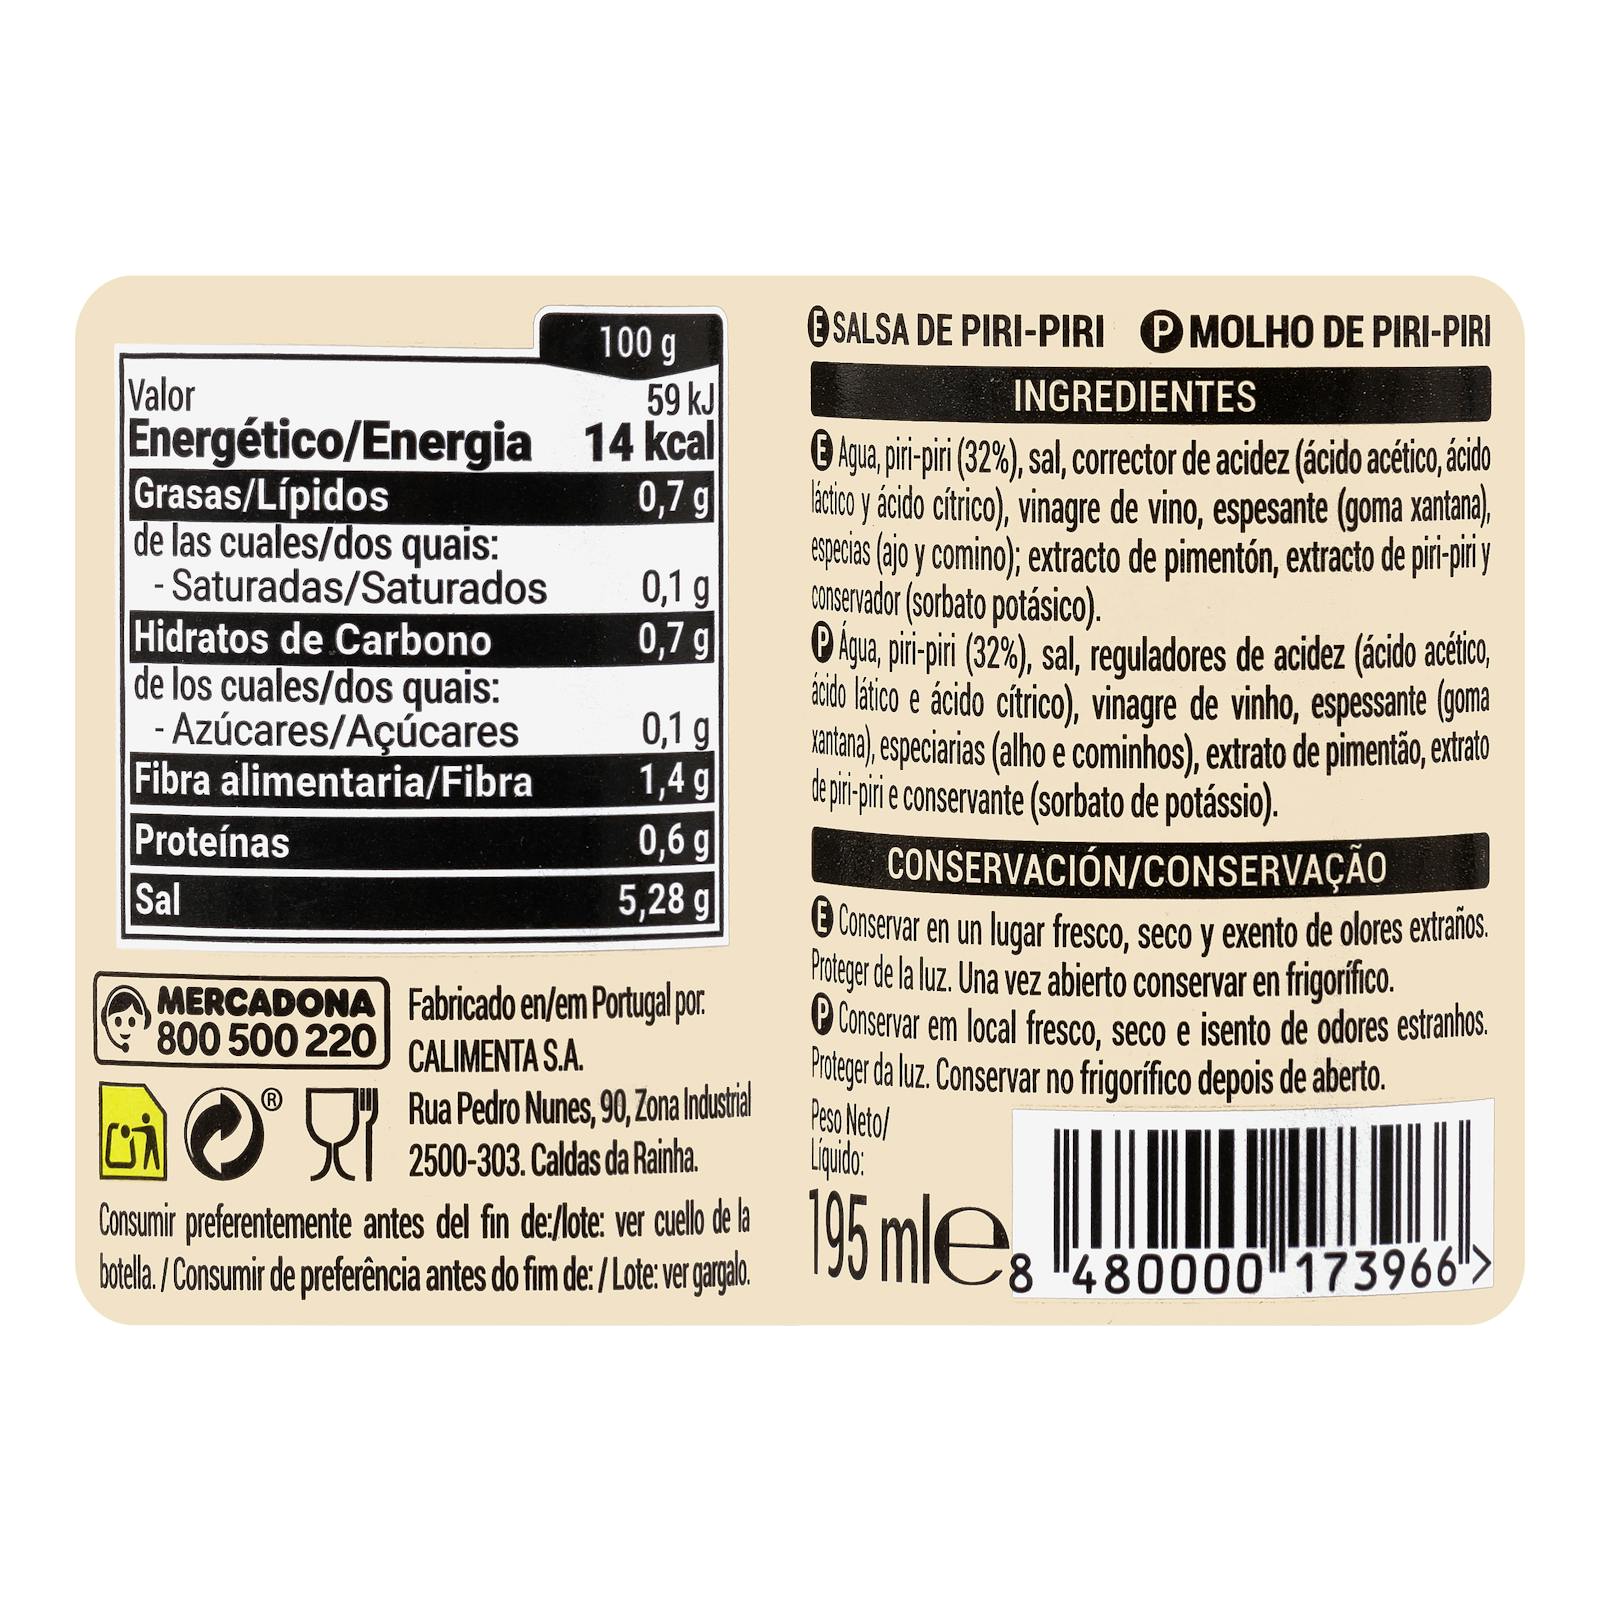 100 g
Valor 59 kJ
Energético/Energia 14 kcal
Grasas/Lípidos 0,7 g
de las cuales/dos quais:
- Saturadas/Saturados 0,1 g
Hidratos de Carbono 0,7 g
de los cuales/dos quais:
- Azúcares/Açúcares 0,1 g
Fibra alimentaria/Fibra 1,4 g
Proteínas 0,6 g
Sal 5,28 g
MERCADONA
800 500 220
Fabricado en/em Portugal por:
CALIMENTA S.A.
Rua Pedro Nunes, 90, Zona Industrial
2500-303. Caldas da Rainha.
®
Consumir preferentemente antes del fin de:/lote: ver cuello de la
botella. / Consumir de preferência antes do fim de: / Lote: ver gargalo.
E SALSA DE PIRI-PIRI P MOLHO DE PIRI-PIRI
INGREDIENTES
E Agua, piri-piri (32%), sal, corrector de acidez (ácido acético, ácido
láctico y ácido cítrico), vinagre de vino, espesante (goma xantana),
especias (ajo y comino); extracto de pimentón, extracto de piri-piri y
conservador (sorbato potásico).
P Água, piri-piri (32%), sal, reguladores de acidez (ácido acético,
ácido lático e ácido cítrico), vinagre de vinho, espessante (goma
xantana), especiarias (alho e cominhos), extrato de pimentão, extrato
de piri-piri e conservante (sorbato de potássio).
CONSERVACIÓN/CONSERVAÇÃO
E Conservar en un lugar fresco, seco y exento de olores extraños.
Proteger de la luz. Una vez abierto conservar en frigorífico.
P Conservar em local fresco, seco e isento de odores estranhos.
Proteger da luz. Conservar no frigorífico depois de aberto.
Peso Neto/
Líquido:
195 ml e
8 480000 173966 >